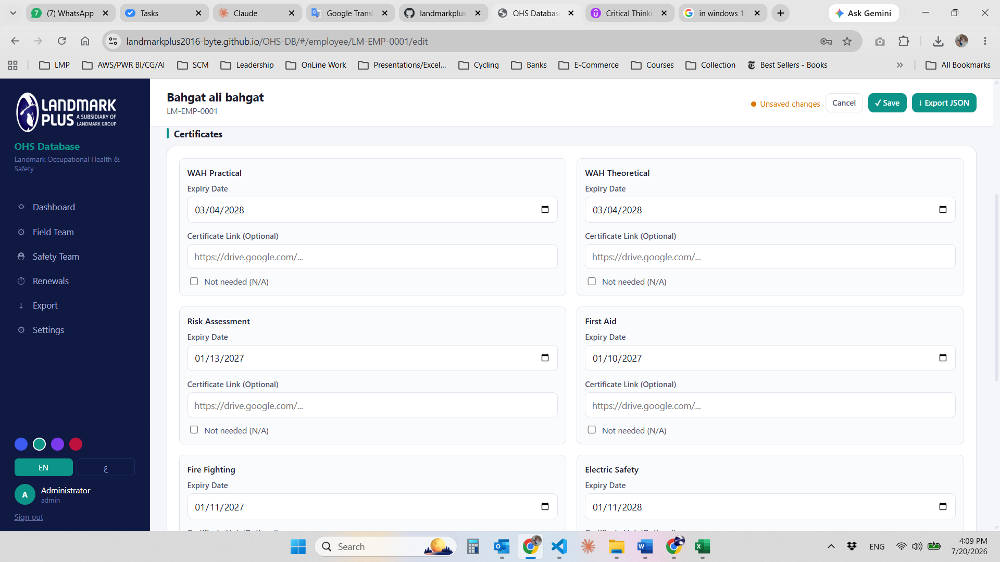 (7) WhatsApp
Tasks
Claude
Google Transl
landmarkplus
OHS Database
Critical Thinki
in windows 1
Ask Gemini
landmarkplus2016-byte.github.io/OHS-DB/#/employee/LM-EMP-0001/edit
LMP
AWS/PWR BI/CG/AI
SCM
Leadership
OnLine Work
Presentations/Excel...
Cycling
Banks
E-Commerce
Courses
Collection
Best Sellers - Books
All Bookmarks
LANDMARK
PLUS
A SUBSIDIARY OF
LANDMARK GROUP
OHS Database
Landmark Occupational Health &
Safety
Dashboard
Field Team
Safety Team
Renewals
Export
Settings
EN
ع
A
Administrator
admin
Sign out
Bahgat ali bahgat
LM-EMP-0001
Unsaved changes
Cancel
✓ Save
↓ Export JSON
Certificates
WAH Practical
Expiry Date
03/04/2028
Certificate Link (Optional)
https://drive.google.com/...
Not needed (N/A)
WAH Theoretical
Expiry Date
03/04/2028
Certificate Link (Optional)
https://drive.google.com/...
Not needed (N/A)
Risk Assessment
Expiry Date
01/13/2027
Certificate Link (Optional)
https://drive.google.com/...
Not needed (N/A)
First Aid
Expiry Date
01/10/2027
Certificate Link (Optional)
https://drive.google.com/...
Not needed (N/A)
Fire Fighting
Expiry Date
01/11/2027
Electric Safety
Expiry Date
01/11/2028
Search
ENG
4:09 PM
7/20/2026